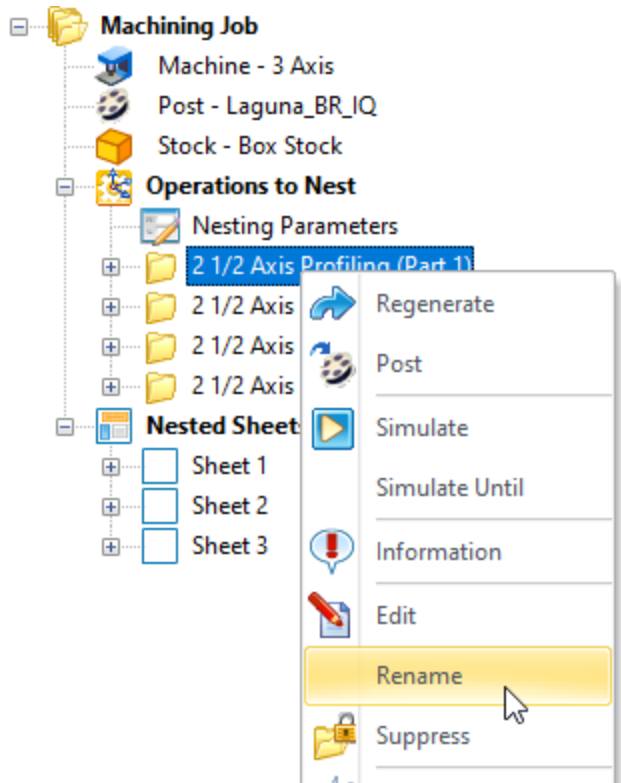 Machining Job
Machine - 3 Axis
Post - Laguna_BR_IQ
Stock - Box Stock
Operations to Nest
Nesting Parameters
2 1/2 Axis Profiling (Part 1)
2 1/2 Axis
2 1/2 Axis
2 1/2 Axis
Nested Sheet
Sheet 1
Sheet 2
Sheet 3
Regenerate
Post
Simulate
Simulate Until
Information
Edit
Rename
Suppress